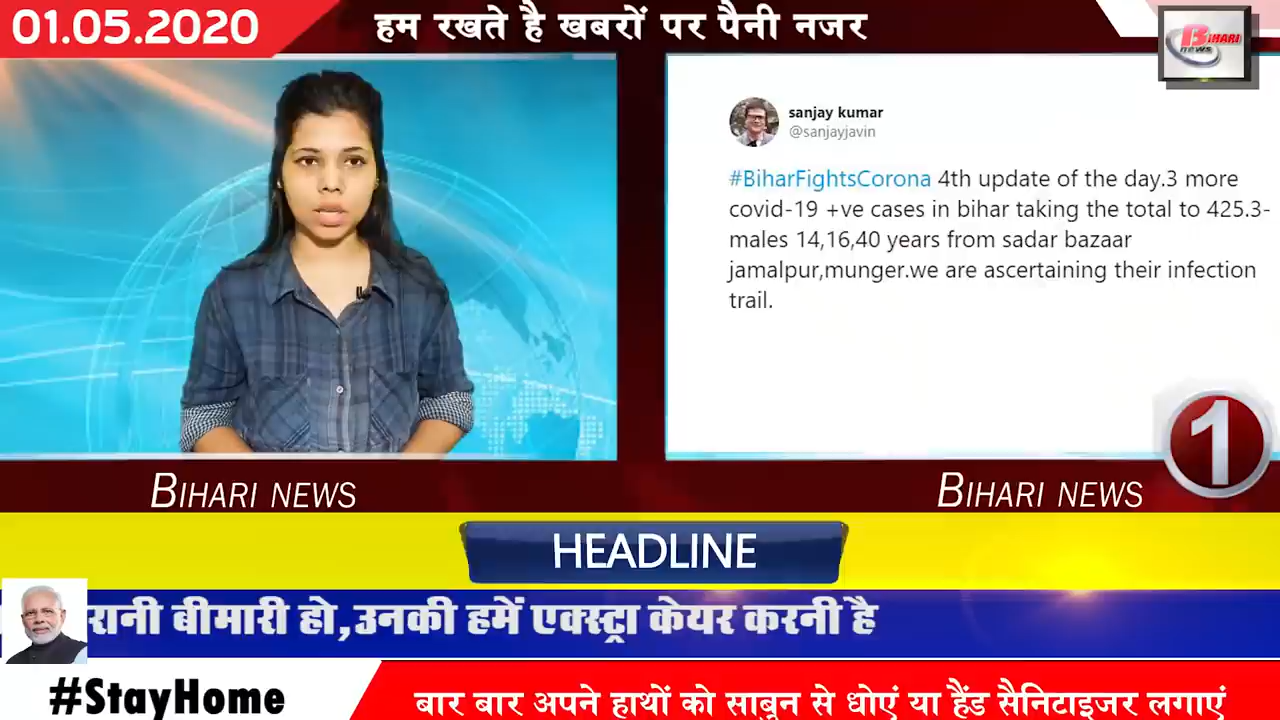 01.05.2020
हम रखते है खबरों पर पैनी नजर
BIHARI
news
sanjay kumar
@sanjayjavin
#BiharFightsCorona 4th update of the day.3 more
covid-19 +ve cases in bihar taking the total to 425.3-
males 14,16,40 years from sadar bazaar
jamalpur,munger.we are ascertaining their infection
trail.
1
BIHARI NEWS
BIHARI NEWS
HEADLINE
रानी बीमारी हो,उनकी हमें एक्स्ट्रा केयर करनी है
#StayHome
बार बार अपने हाथों को साबुन से धोएं या हैंड सैनिटाइजर लगाएं